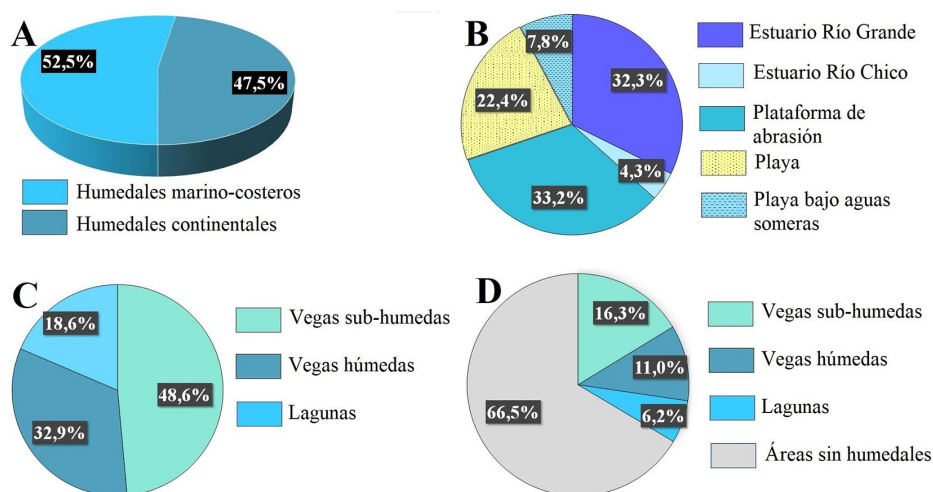 A
52,5%
47,5%
Humedales marino-costeros
Humedales continentales
B
7,8%
32,3%
22,4%
4,3%
33,2%
Estuario Río Grande
Estuario Río Chico
Plataforma de
abrasión
Playa
Playa bajo aguas
someras
C
18,6%
48,6%
32,9%
Vegas sub-humedas
Vegas húmedas
Lagunas
D
16,3%
11,0%
66,5%
6,2%
Vegas sub-humedas
Vegas húmedas
Lagunas
Áreas sin humedales